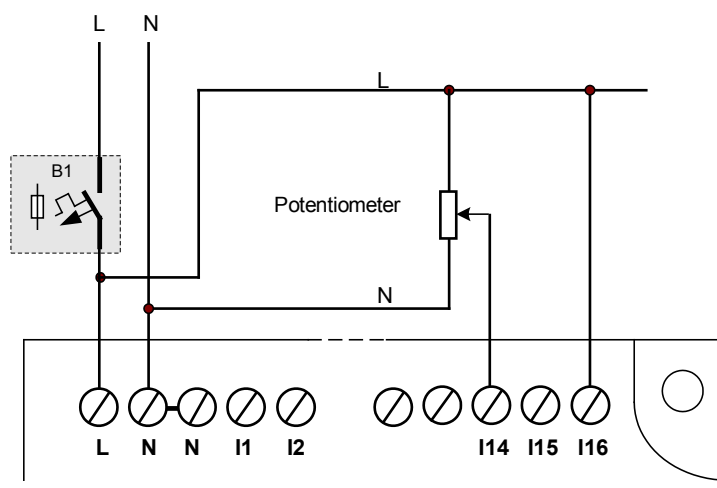 L N
L
B1
Potentiometer
N
L N N I1 I2 I14 I15 I16